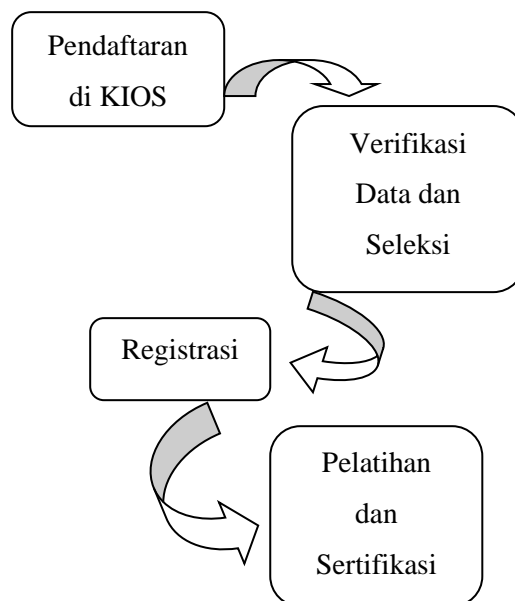 Pendaftaran
di KIOS
Verifikasi
Data dan
Seleksi
Registrasi
Pelatihan
dan
Sertifikasi